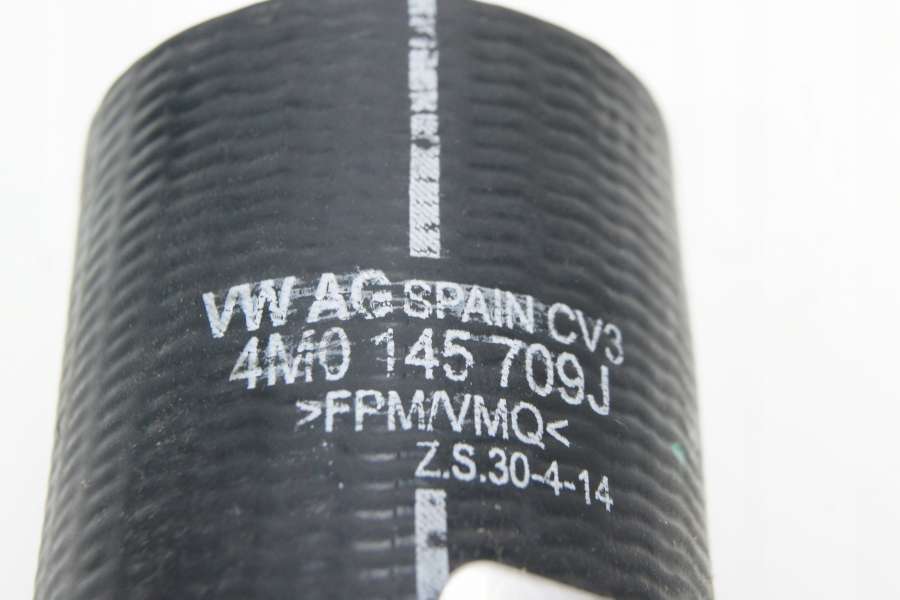 VW AG SPAIN CV3
4M0 145 709J
>FPM/VMQ<
Z.S.30-4-14